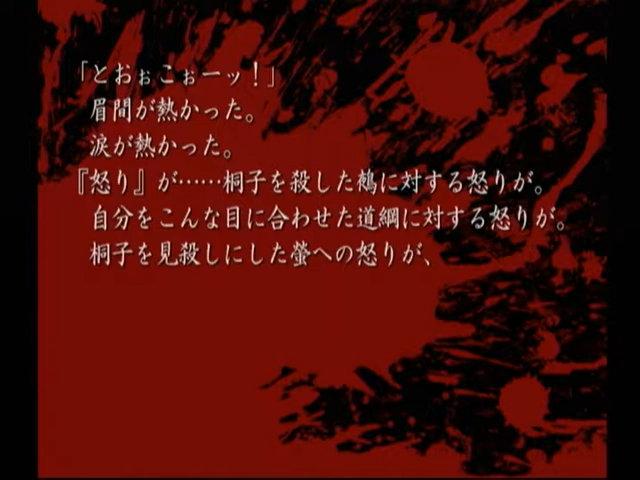 「とおぉこぉーッ！」
眉間が熱かった。
涙が熱かった。
『怒り』が……桐子を殺した鵺に対する怒りが。
自分をこんな目に合わせた道綱に対する怒りが。
桐子を見殺しにした螢への怒りが、